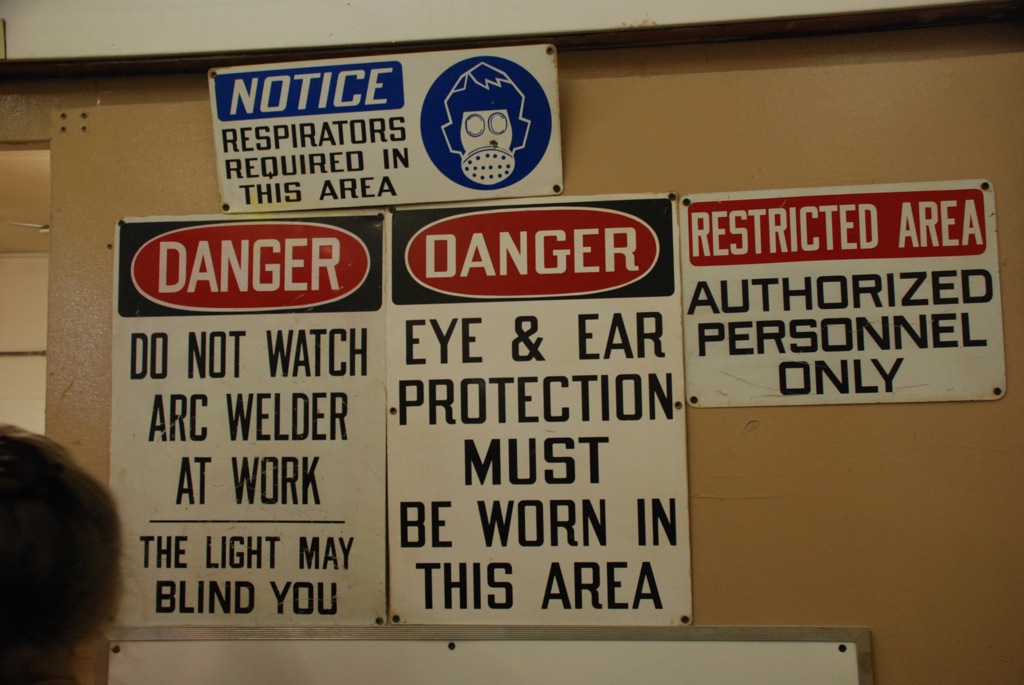 NOTICE
RESPIRATORS
REQUIRED IN
THIS AREA
DANGER
DO NOT WATCH
ARC WELDER
AT WORK
THE LIGHT MAY
BLIND YOU
DANGER
EYE & EAR
PROTECTION
MUST
BE WORN IN
THIS AREA
RESTRICTED AREA
AUTHORIZED
PERSONNEL
ONLY